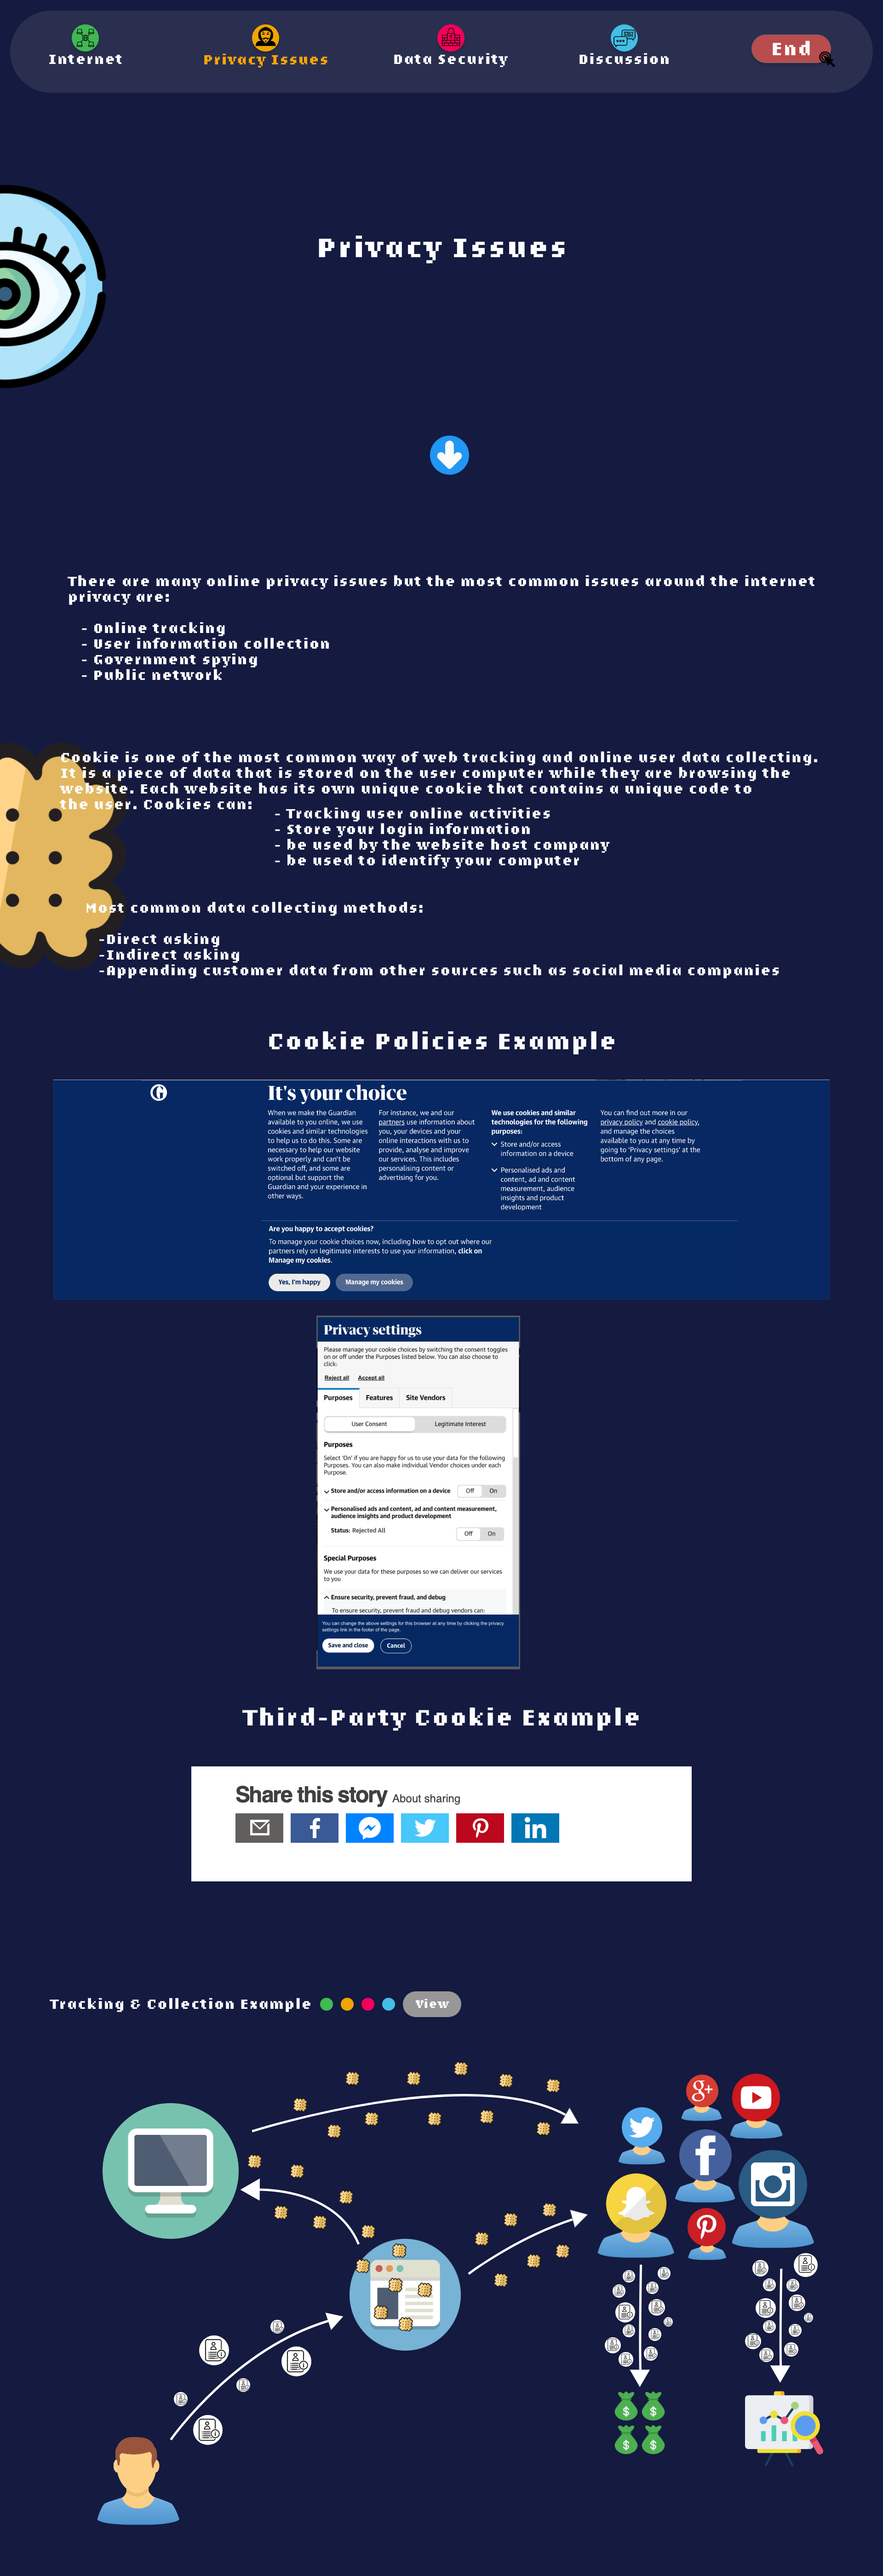 Internet
Privacy Issues
Data Security
Discussion
End
Privacy Issues
There are many online privacy issues but the most common issues around the internet
privacy are:
- Online tracking
- User information collection
- Government spying
- Public network
Cookie is one of the most common way of web tracking and online user data collecting.
It is a piece of data that is stored on the user computer while they are browsing the
website. Each website has its own unique cookie that contains a unique code to
the user. Cookies can:
- Tracking user online activities
- Store your login information
- be used by the website host company
- be used to identify your computer
Most common data collecting methods:
-Direct asking
-Indirect asking
-Appending customer data from other sources such as social media companies
Cookie Policies Example
It's your choice
When we make the Guardian
available to you online, we use
cookies and similar technologies
to help us to do this. Some are
necessary to help our website
work properly and can't be
switched off, and some are
optional but support the
Guardian and your experience in
other ways.
For instance, we and our
partners use information about
you, your devices and your
online interactions with us to
provide, analyse and improve
our services. This includes
personalising content or
advertising for you.
We use cookies and similar
technologies for the following
purposes:
Store and/or access
information on a device
Personalised ads and
content, ad and content
measurement, audience
insights and product
development
You can find out more in our
privacy policy and cookie policy,
and manage the choices
available to you at any time by
going to 'Privacy settings' at the
bottom of any page.
Are you happy to accept cookies?
To manage your cookie choices now, including how to opt out where our
partners rely on legitimate interests to use your information, click on
Manage my cookies.
Yes, I'm happy
Manage my cookies
Privacy settings
Please manage your cookie choices by switching the consent toggles
on or off under the Purposes listed below. You can also choose to
click:
Reject all Accept all
Purposes Features Site Vendors
User Consent Legitimate Interest
Purposes
Select 'On' if you are happy for us to use your data for the following
Purposes. You can also make individual Vendor choices under each
Purpose.
Store and/or access information on a device Off On
Personalised ads and content, ad and content measurement,
audience insights and product development
Status: Rejected All Off On
Special Purposes
We use your data for these purposes so we can deliver our services
to you
Ensure security, prevent fraud, and debug
To ensure security, prevent fraud and debug vendors can:
You can change the above settings for this browser at any time by clicking the privacy
settings link in the footer of the page.
Save and close Cancel
Third-Party Cookie Example
Share this story About sharing
Tracking & Collection Example View